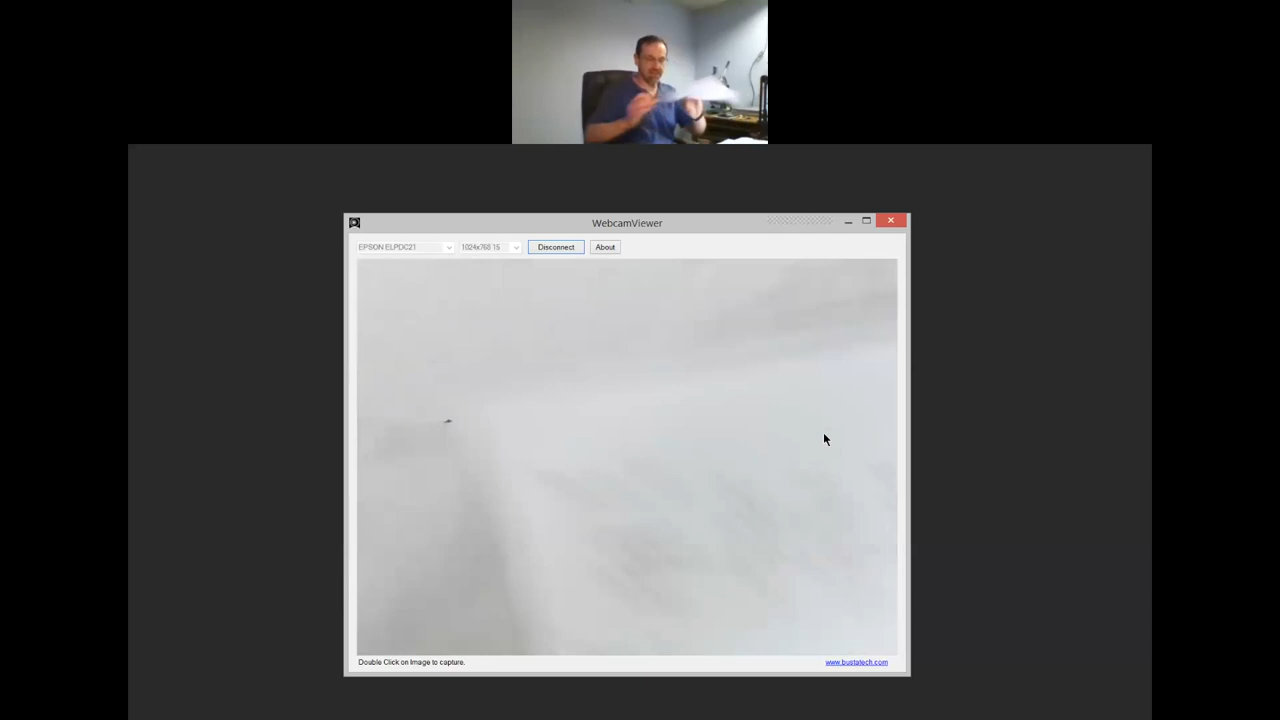 WebcamViewer
EPSON ELPDC21 1024x768 15 Disconnect About
Double Click on Image to capture. www.bustatech.com